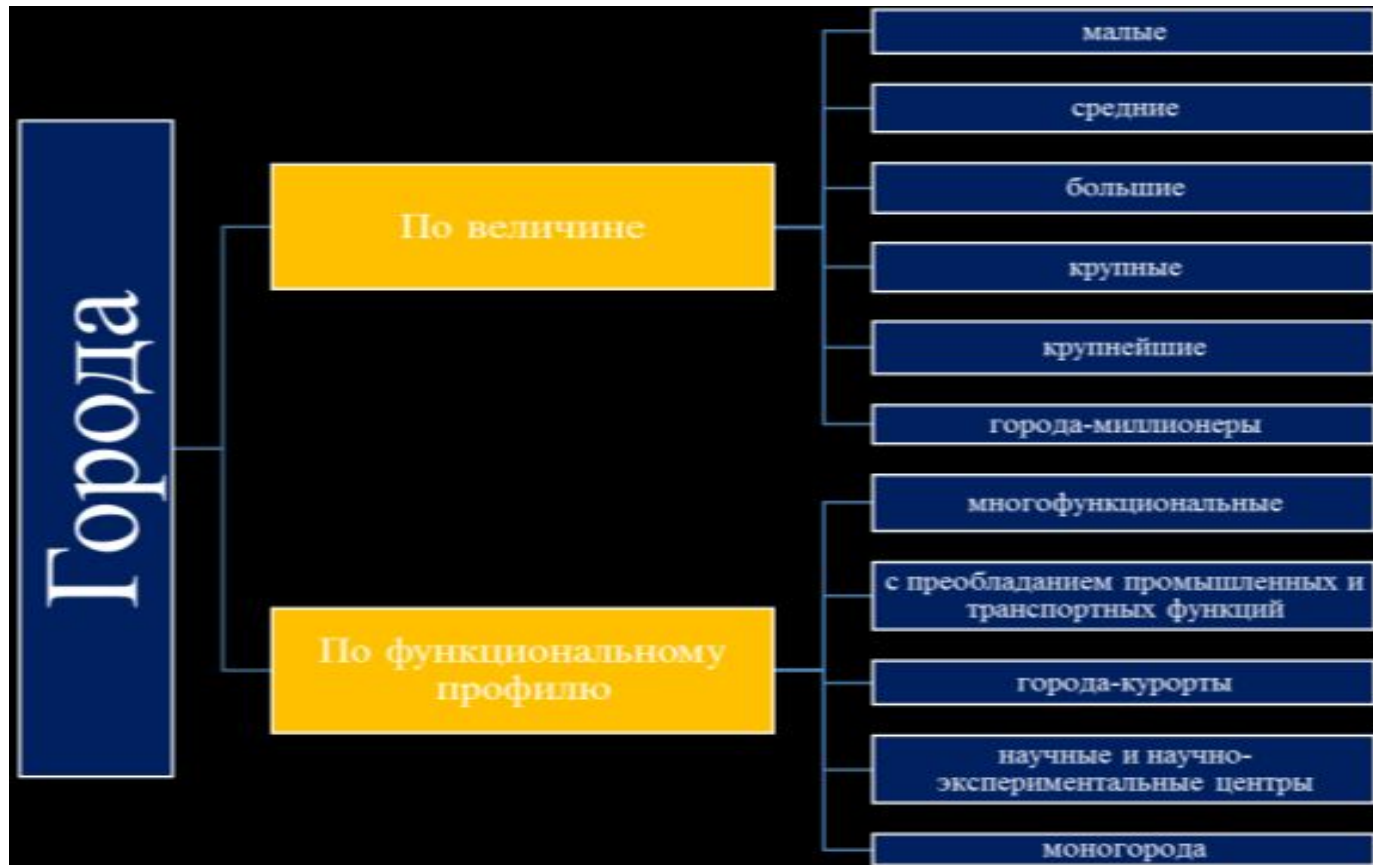 Города
По величине
малые
средние
большие
крупные
крупнейшие
города-миллионеры
По функциональному
профилю
многофункциональные
с преобладанием промышленных и
транспортных функций
города-курорты
научные и научно-
экспериментальные центры
моногорода